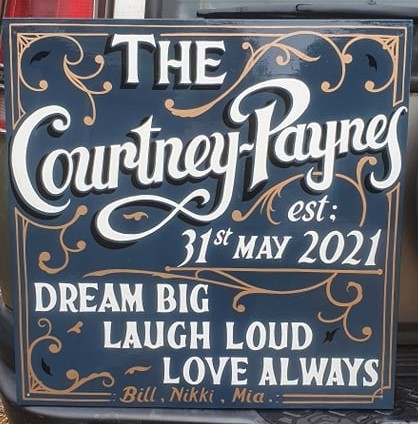 THE
Courtney-Paynes
est:
31st MAY 2021
DREAM BIG
LAUGH LOUD
LOVE ALWAYS
Bill, Nikki, Mia.